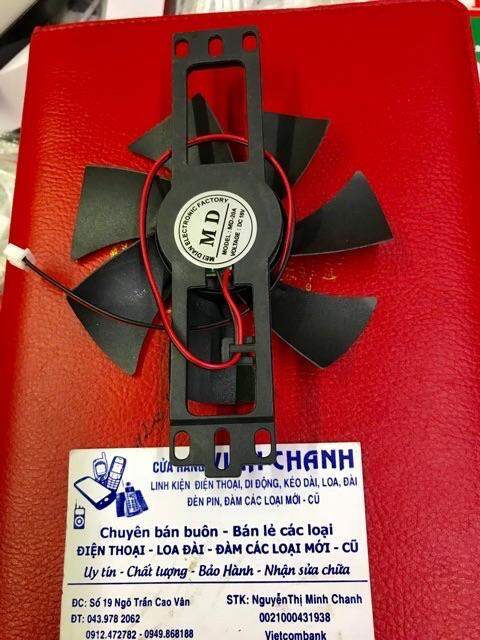 MEI DIAN ELECTRONIC FACTORY
M D
MODEL : MD-20A
VOLTAGE : DC 18V
CỬA HÀNG VINH CHANH
LINH KIỆN ĐIỆN THOẠI, DI ĐỘNG, KÉO DÀI, LOA, ĐÀI
ĐÈN PIN, ĐÀM CÁC LOẠI MỚI - CŨ
Chuyên bán buôn - Bán lẻ các loại
ĐIỆN THOẠI - LOA ĐÀI - ĐÀM CÁC LOẠI MỚI - CŨ
Uy tín - Chất lượng - Bảo Hành - Nhận sửa chữa
ĐC: Số 19 Ngõ Trần Cao Vân
ĐT: 043.978 2062
0912.472782 - 0949.868188
STK: NguyễnThị Minh Chanh
0021000431938
Vietcombank